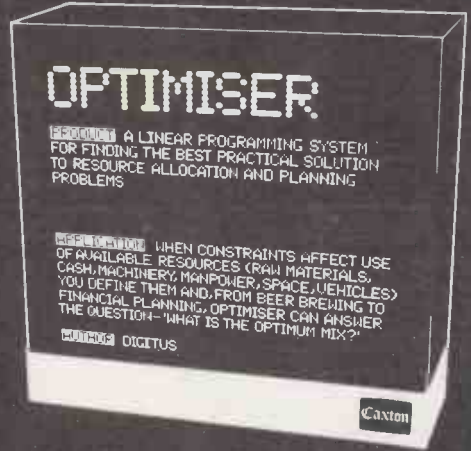 OPTIMISER
PRODUCT A LINEAR PROGRAMMING SYSTEM
FOR FINDING THE BEST PRACTICAL SOLUTION
TO RESOURCE ALLOCATION AND PLANNING
PROBLEMS
APPLICATION WHEN CONSTRAINTS AFFECT USE
OF AVAILABLE RESOURCES (RAW MATERIALS,
CASH, MACHINERY, MANPOWER, SPACE, VEHICLES)
YOU DEFINE THEM AND, FROM BEER BREWING TO
FINANCIAL PLANNING, OPTIMISER CAN ANSWER
THE QUESTION-'WHAT IS THE OPTIMUM MIX?'
AUTHOR DIGITUS
Caxton